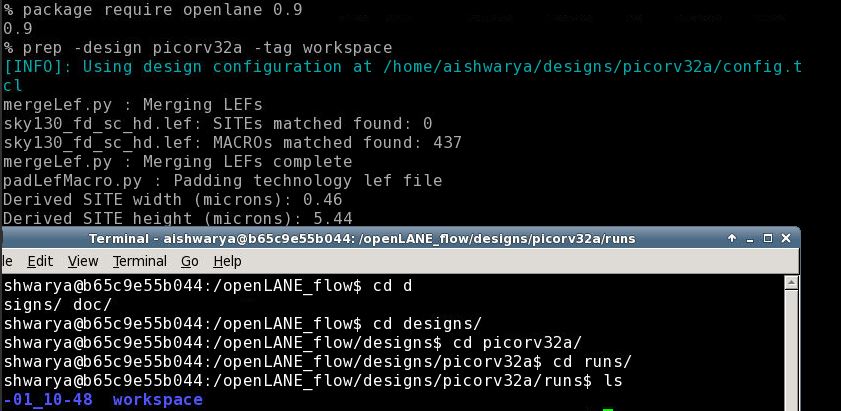 % package require openlane 0.9
0.9
% prep -design picorv32a -tag workspace
[INFO]: Using design configuration at /home/aishwarya/designs/picorv32a/config.t
cl
mergeLef.py : Merging LEFs
sky130_fd_sc_hd.lef: SITEs matched found: 0
sky130_fd_sc_hd.lef: MACROs matched found: 437
mergeLef.py : Merging LEFs complete
padLefMacro.py : Padding technology lef file
Derived SITE width (microns): 0.46
Derived SITE height (microns): 5.44
Terminal - aishwarya@b65c9e55b044: /openLANE_flow/designs/picorv32a/runs
le Edit View Terminal Go Help
shwarya@b65c9e55b044:/openLANE_flow$ cd d
signs/ doc/
shwarya@b65c9e55b044:/openLANE_flow$ cd designs/
shwarya@b65c9e55b044:/openLANE_flow/designs$ cd picorv32a/
shwarya@b65c9e55b044:/openLANE_flow/designs/picorv32a$ cd runs/
shwarya@b65c9e55b044:/openLANE_flow/designs/picorv32a/runs$ ls
-01_10-48 workspace